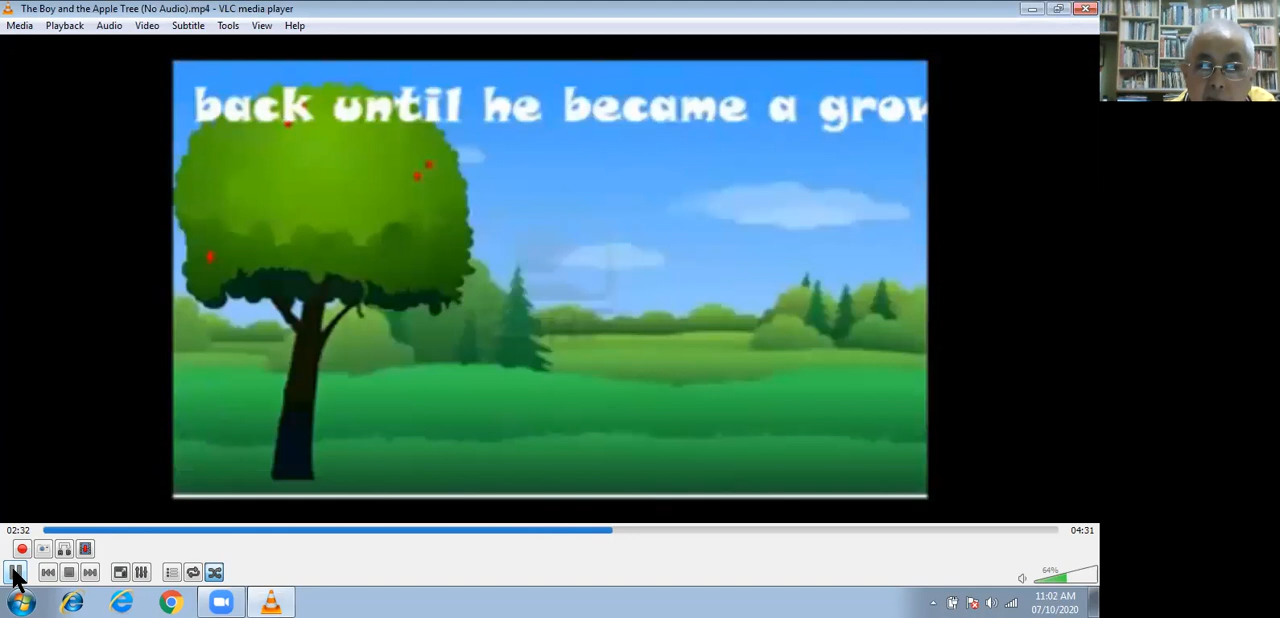 The Boy and the Apple Tree (No Audio).mp4 - VLC media player
Media Playback Audio Video Subtitle Tools View Help
back until he became a grow
02:32
04:31
64%
11:02 AM
07/10/2020